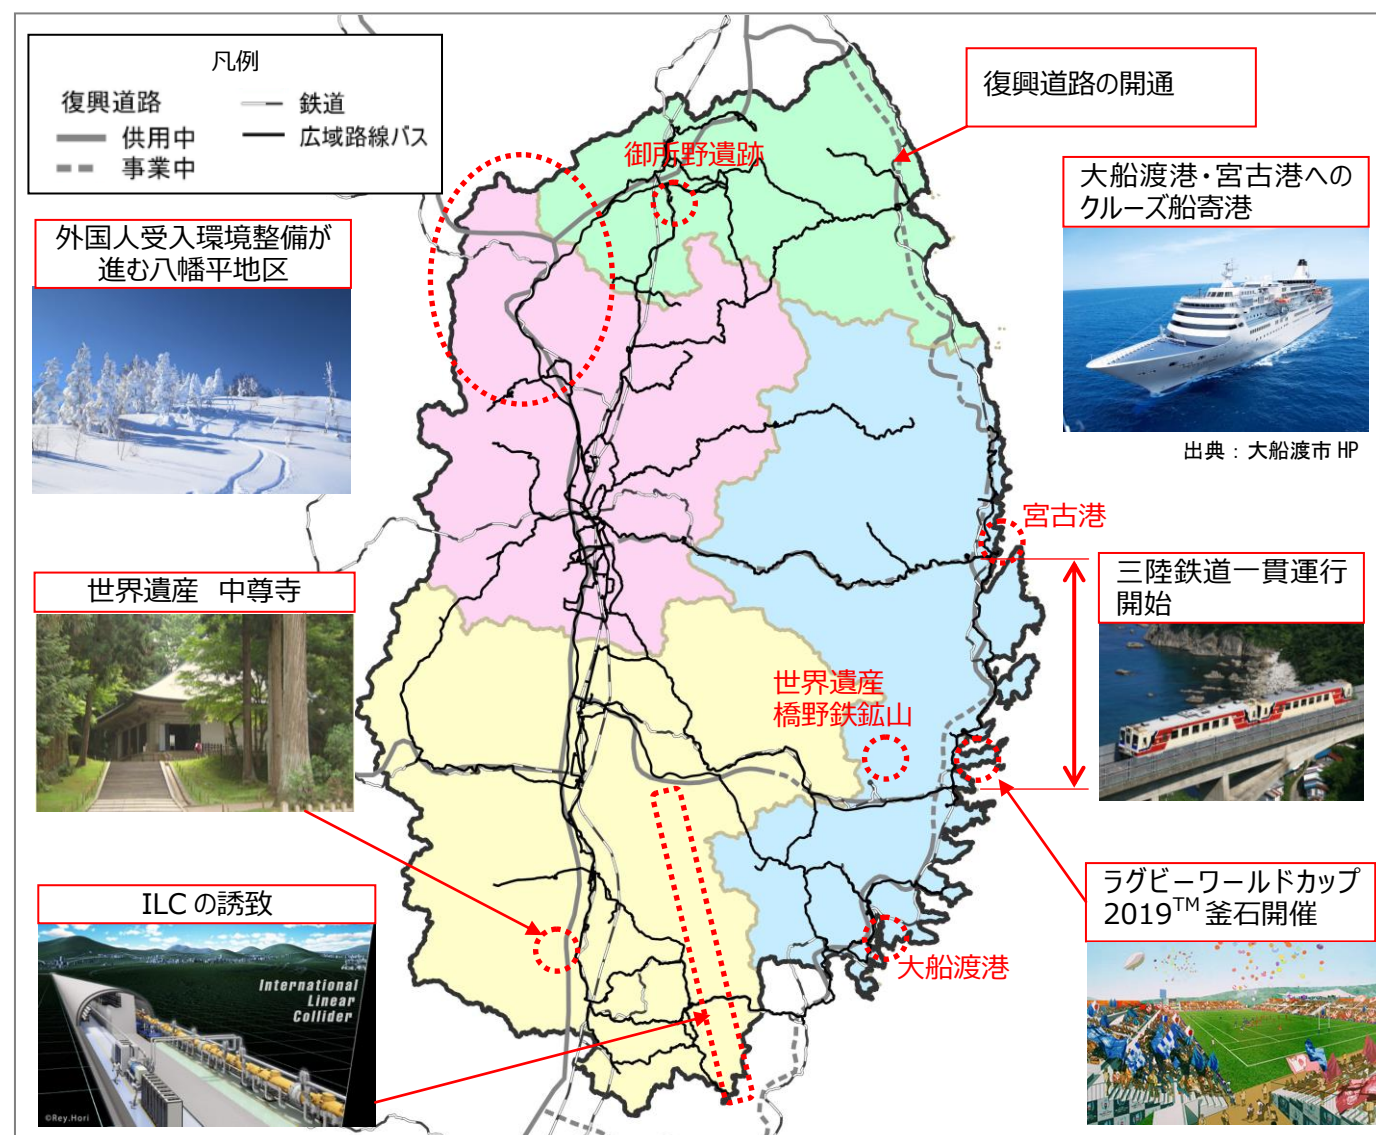 凡例
復興道路
供用中
事業中
鉄道
広域路線バス
復興道路の開通
御所野遺跡
大船渡港・宮古港への
クルーズ船寄港
出典：大船渡市 HP
外国人受入環境整備が
進む八幡平地区
宮古港
三陸鉄道一貫運行
開始
世界遺産　中尊寺
世界遺産
橋野鉄鉱山
ラグビーワールドカップ
2019™ 釜石開催
大船渡港
ILC の誘致
International
Linear
Collider
©Rey.Hori